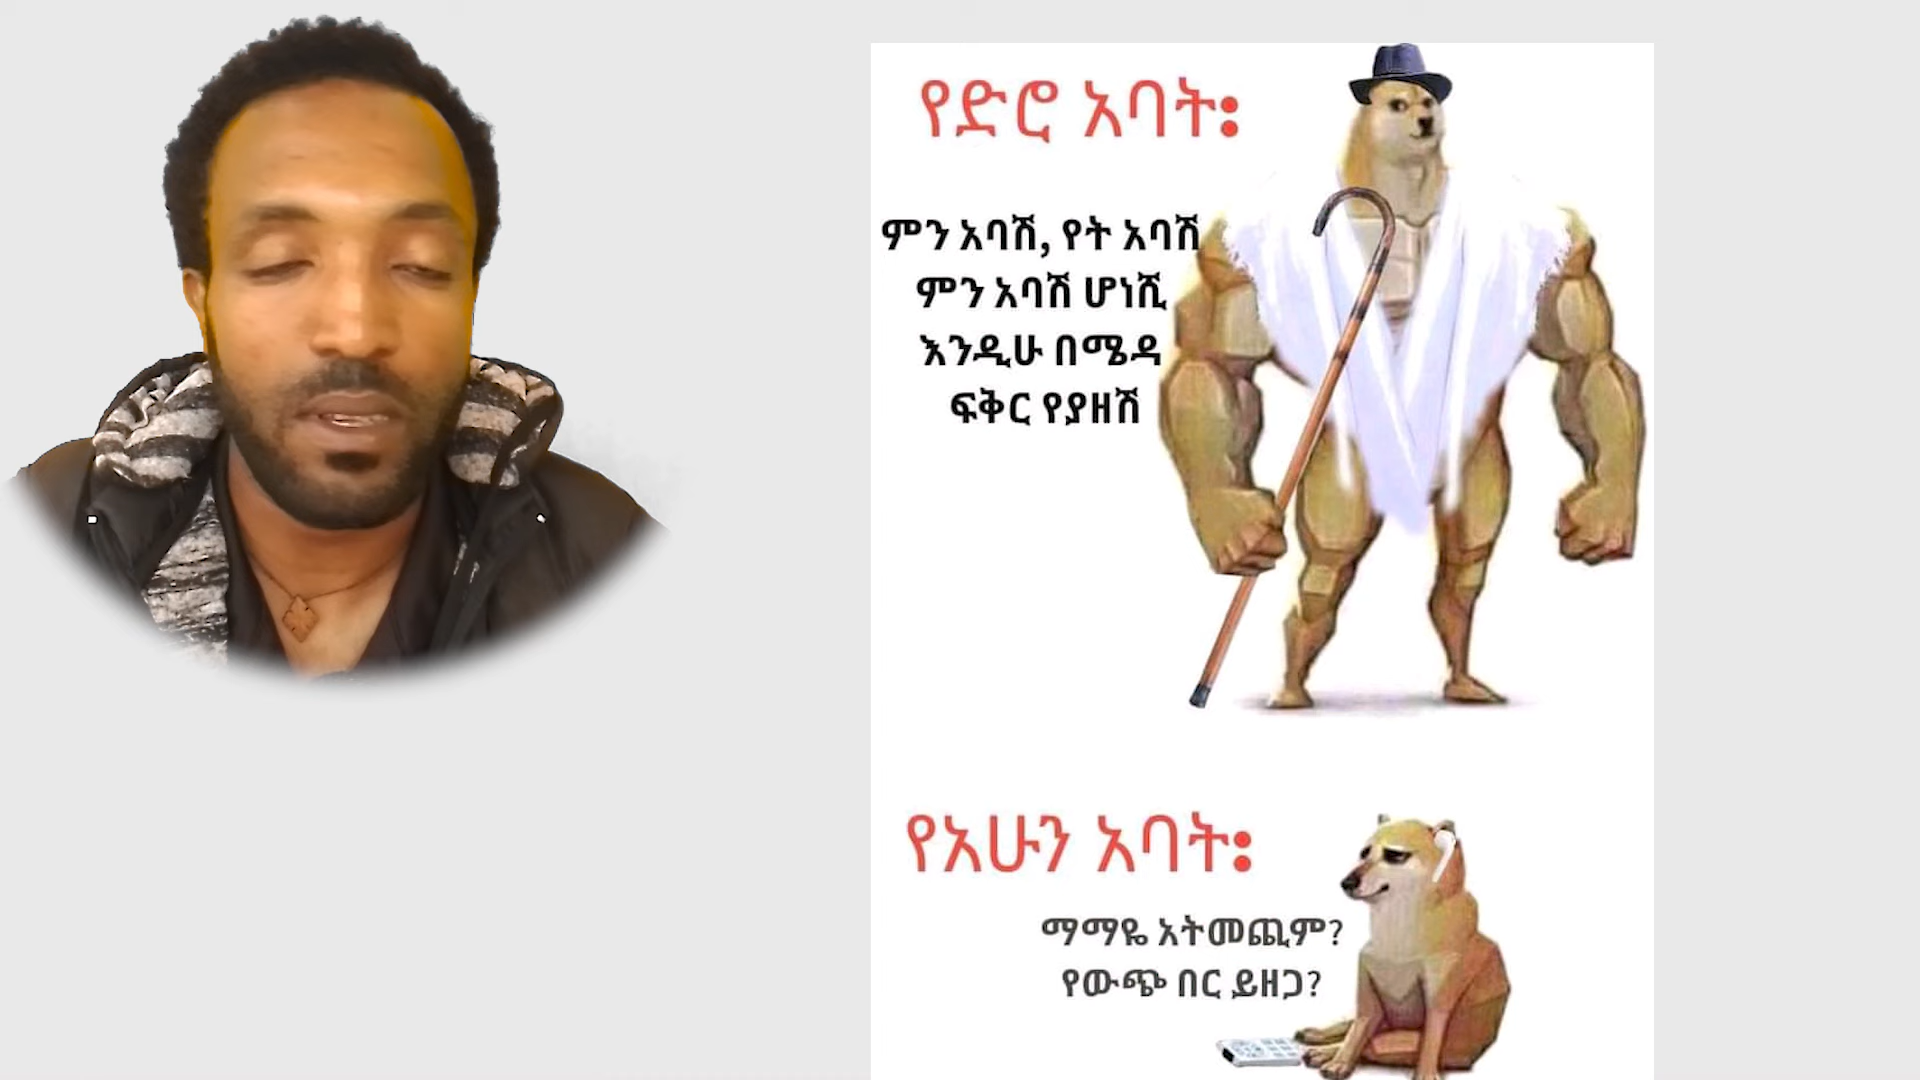 የድሮ አባት፡
ምን አባሽ, የት አባሽ
ምን አባሽ ሆነሺ
እንዲሁ በሜዳ
ፍቅር የያዘሽ
የአሁን አባት፡
ማማዬ አትመጪም?
የውጭ በር ይዘጋ?